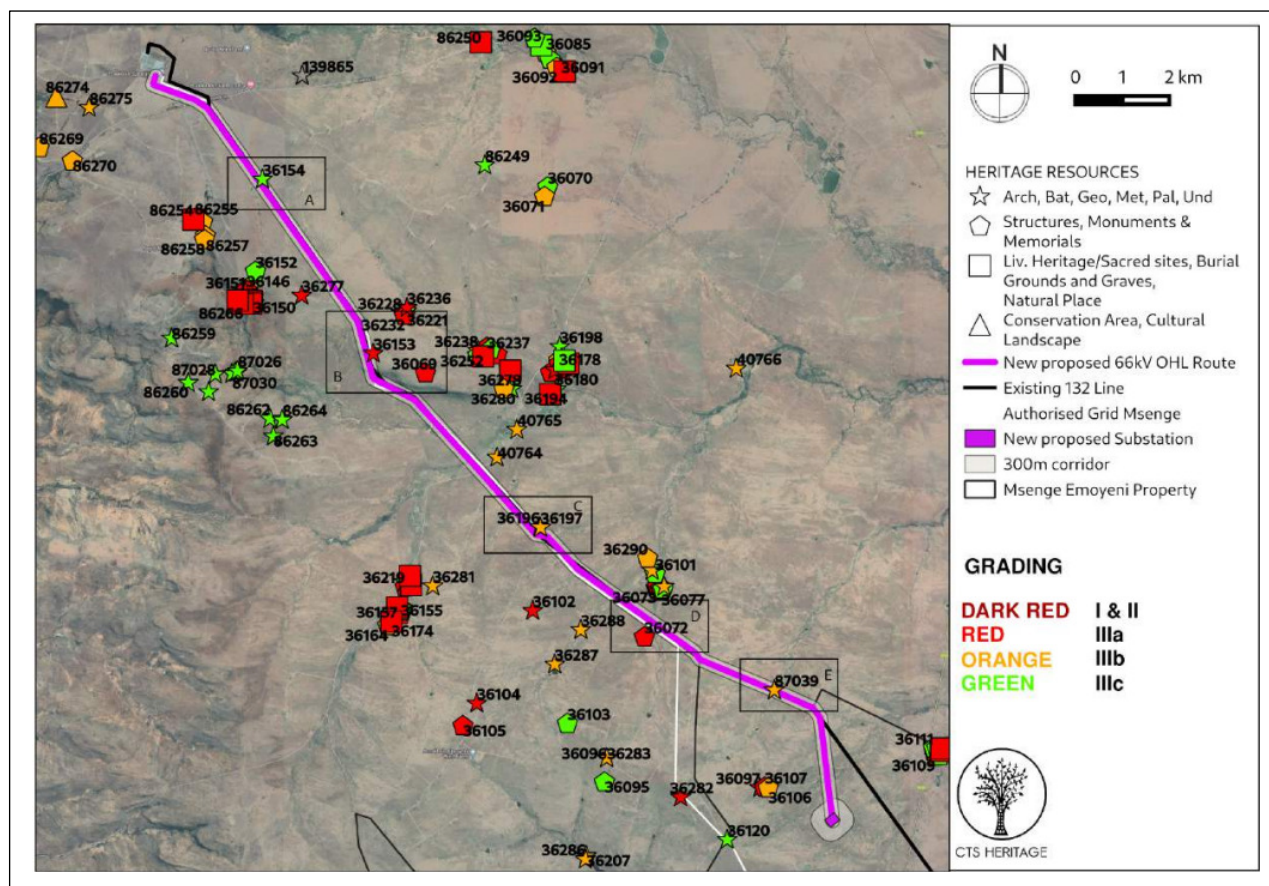 86250
36093
36085
36092
36091
139865
86274
86275
86269
86270
86249
36154
A
36070
36071
86254
86255
86258
86257
36152
36151
36146
86266
36150
36277
36228
36236
36232
36221
86259
36153
36238
36237
36252
36198
36178
36060
B
40766
87028
87026
86260
87030
36278
36280
36180
36194
86262
86264
86263
40765
40764
C
36196
36197
36290
36101
36219
36281
36073
36077
36102
36157
36155
36164
36174
36288
36072
D
36287
87039
E
36104
36105
36103
36111
36109
36096
36283
36095
36282
36097
36107
36106
36120
36286
36207
N
0 1 2 km
HERITAGE RESOURCES
Arch, Bat, Geo, Met, Pal, Und
Structures, Monuments &
Memorials
Liv. Heritage/Sacred sites, Burial
Grounds and Graves,
Natural Place
Conservation Area, Cultural
Landscape
New proposed 66kV OHL Route
Existing 132 Line
Authorised Grid Msenge
New proposed Substation
300m corridor
Msenge Emoyeni Property
GRADING
DARK RED I & II
RED IIIa
ORANGE IIIb
GREEN IIIc
CTS HERITAGE